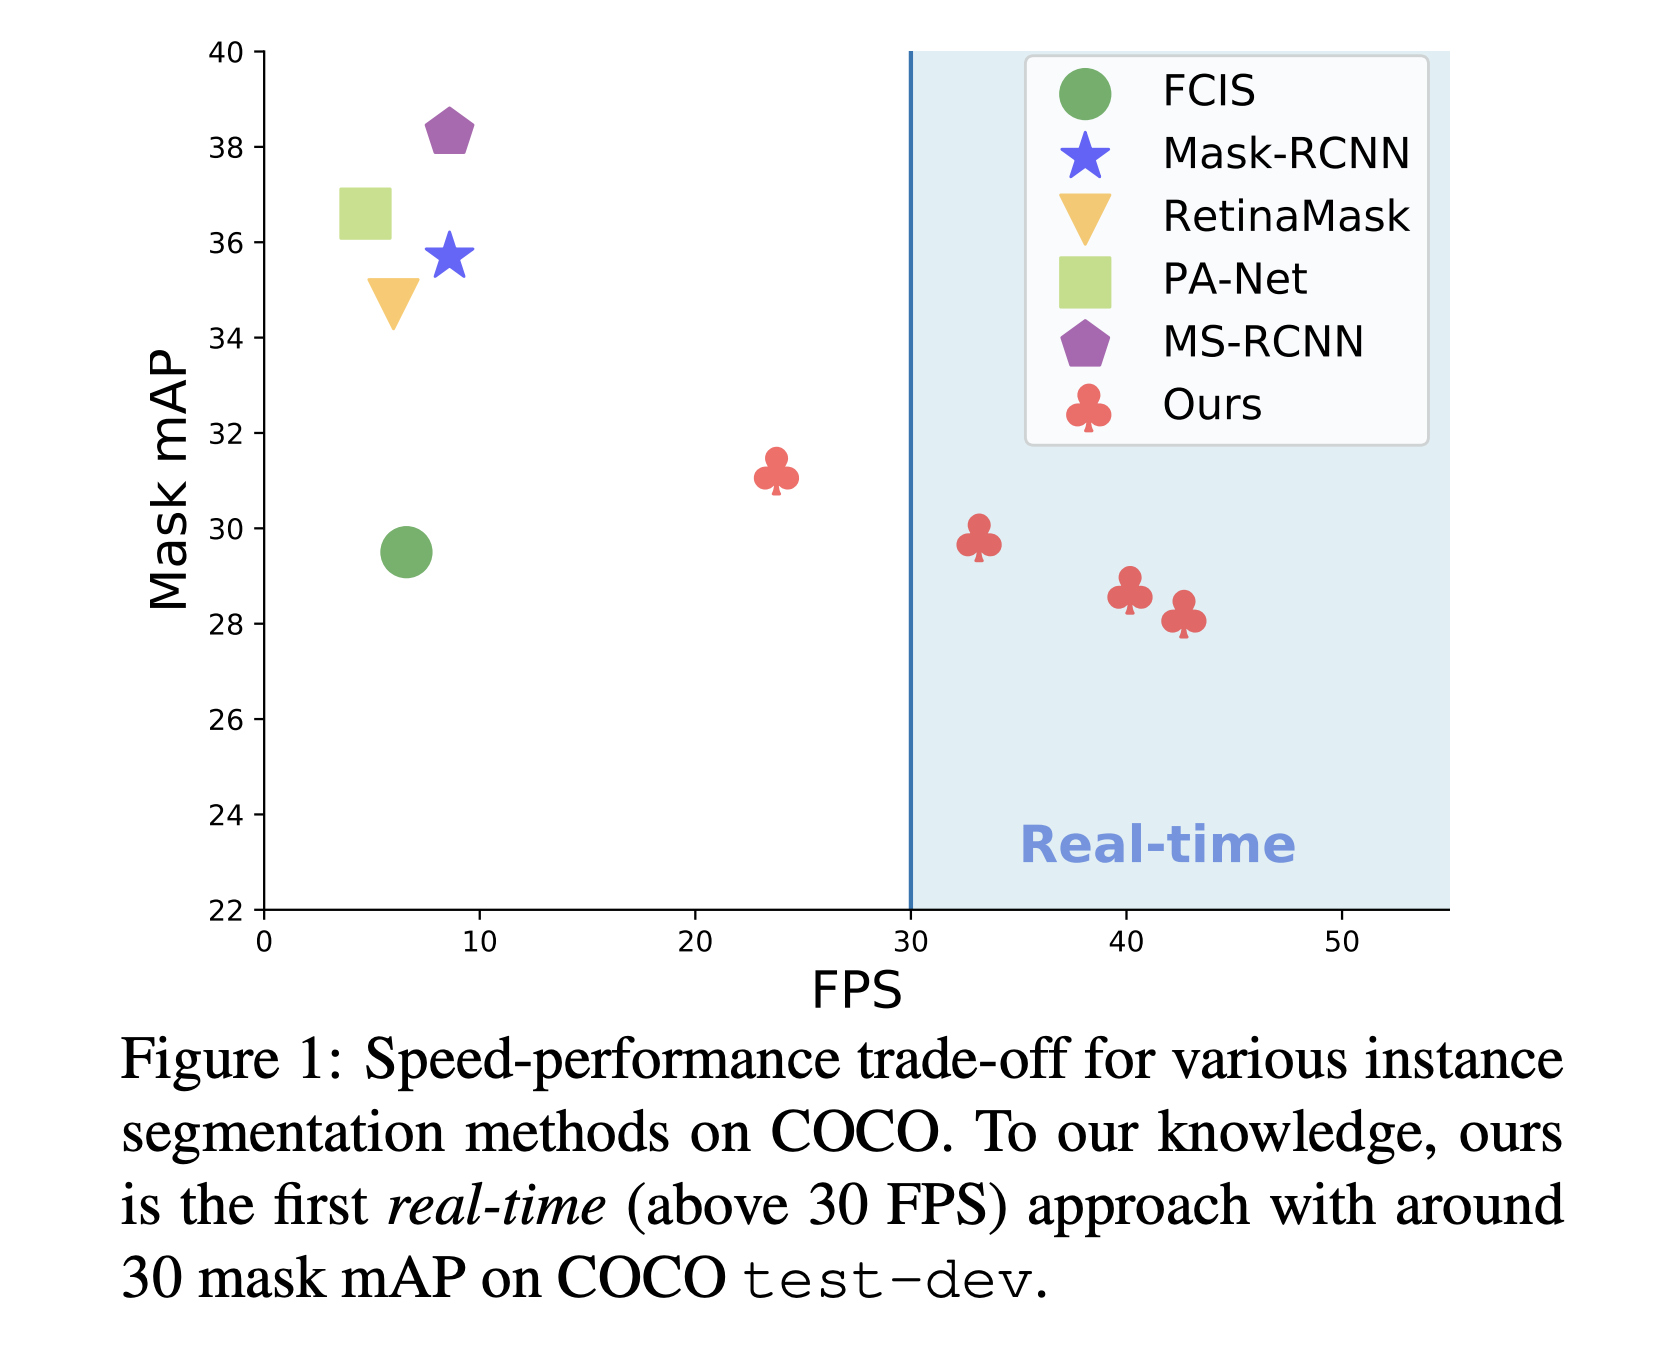 40
38
36
34
32
30
28
26
24
22
Mask mAP
FCIS
Mask-RCNN
RetinaMask
PA-Net
MS-RCNN
Ours
Real-time
0 10 20 30 40 50
FPS
Figure 1: Speed-performance trade-off for various instance
segmentation methods on COCO. To our knowledge, ours
is the first real-time (above 30 FPS) approach with around
30 mask mAP on COCO test-dev.